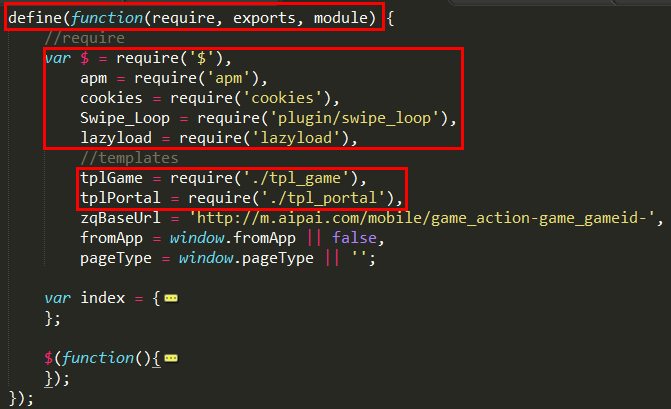 define(function(require, exports, module) {
//require
var $ = require('$'),
apm = require('apm'),
cookies = require('cookies'),
Swipe_Loop = require('plugin/swipe_loop'),
lazyload = require('lazyload'),
//templates
tplGame = require('./tpl_game'),
tplPortal = require('./tpl_portal'),
zqBaseUrl = 'http://m.aipai.com/mobile/game_action-game_gameid-',
fromApp = window.fromApp || false,
pageType = window.pageType || '';
var index = {
};
$(function(){
});
});